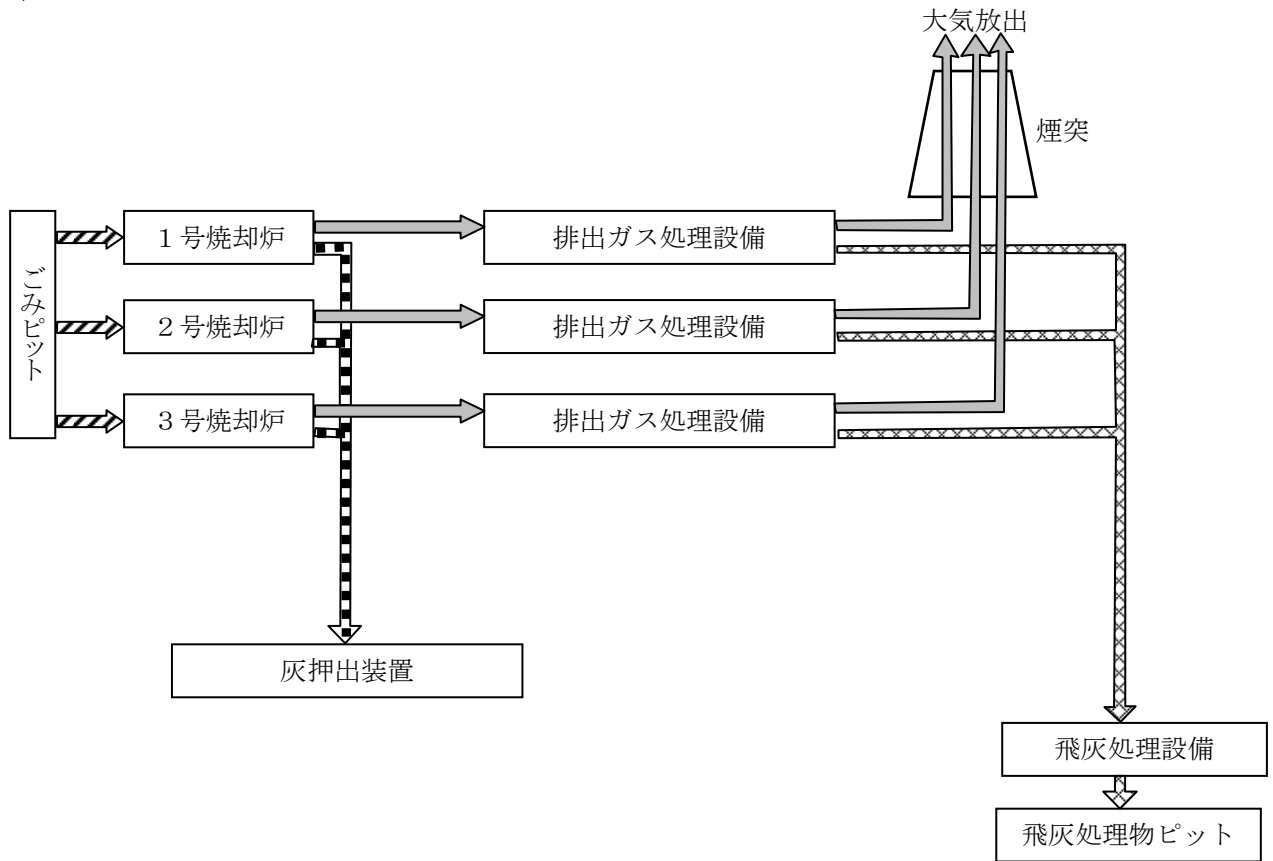 大気放出
煙突
ごみピット
１号焼却炉
排出ガス処理設備
２号焼却炉
排出ガス処理設備
３号焼却炉
排出ガス処理設備
灰押出装置
飛灰処理設備
飛灰処理物ピット